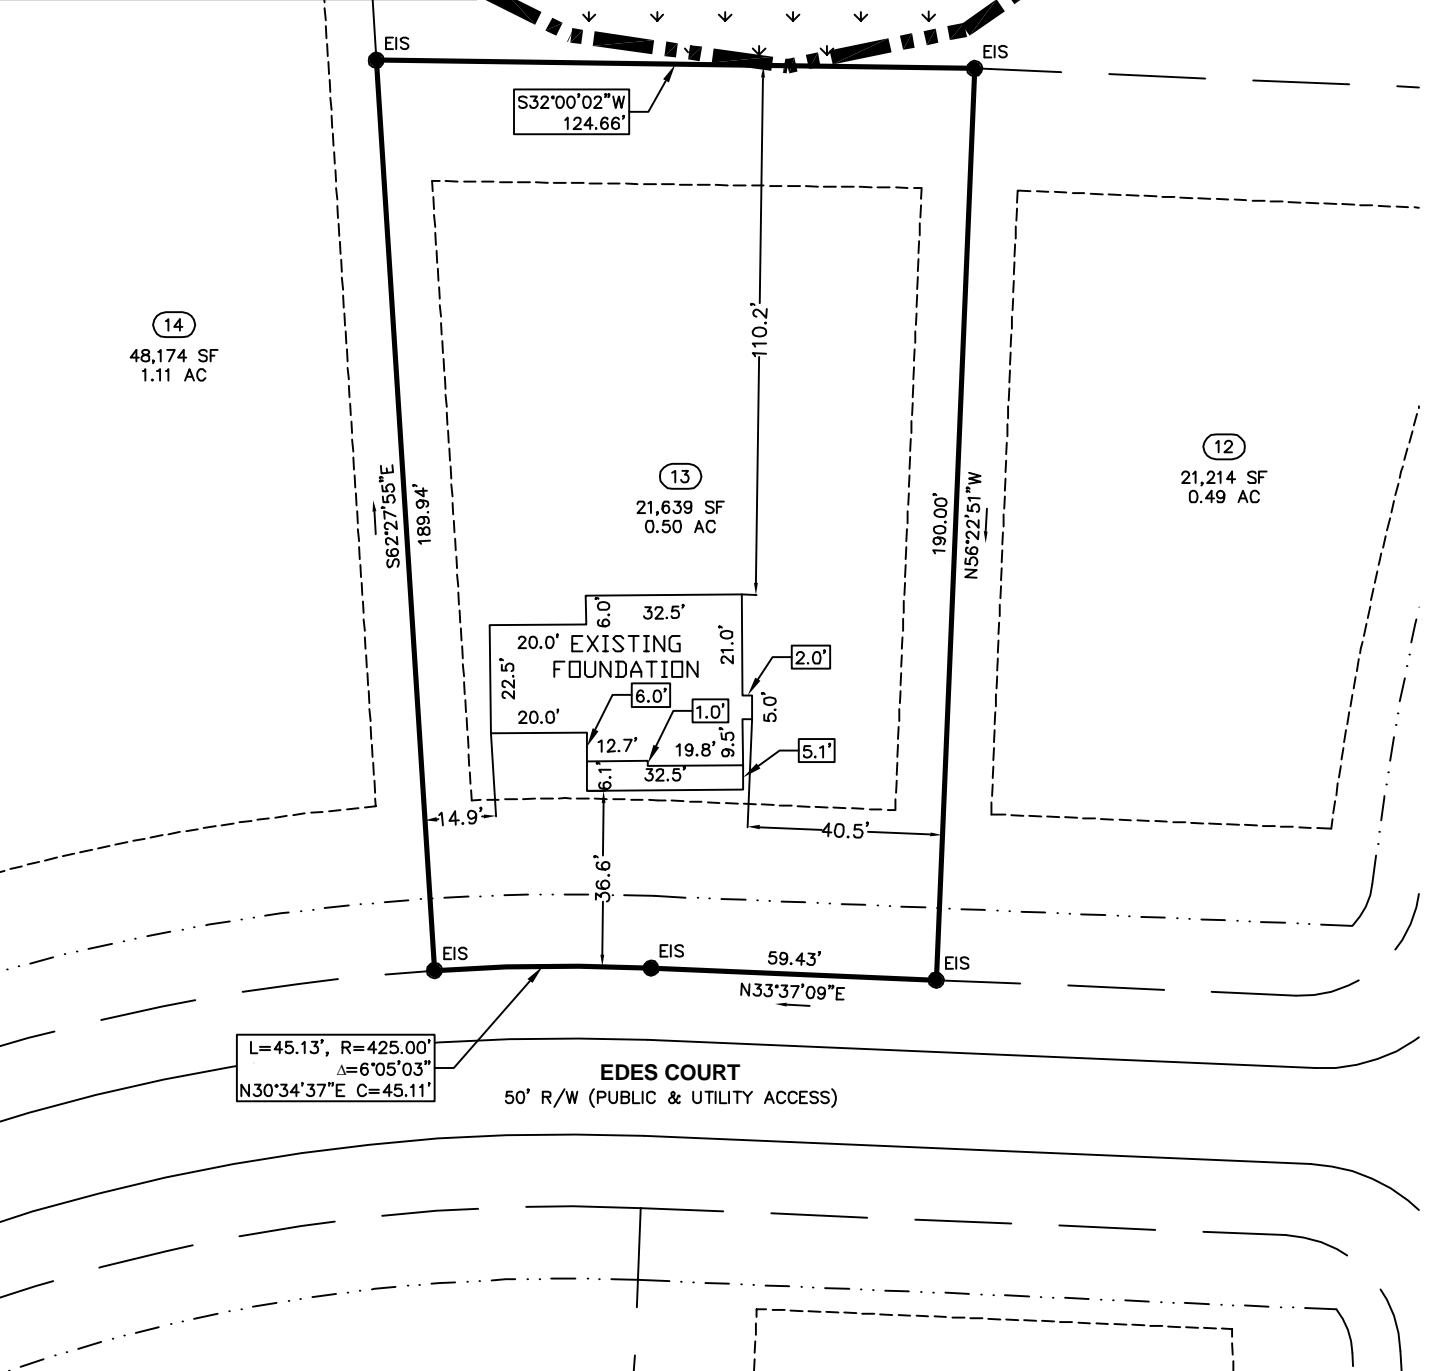 EIS
EIS
S32°00'02"W
124.66'
110.2'
14
48,174 SF
1.11 AC
12
21,214 SF
0.49 AC
13
21,639 SF
0.50 AC
S62°27'55"E
189.94'
190.00'
N56°22'51"W
6.0'
32.5'
20.0'
EXISTING
FOUNDATION
21.0'
2.0'
22.5'
6.0'
1.0'
5.0'
20.0'
12.7'
19.8'
9.5'
5.1'
6.1'
32.5'
14.9'
40.5'
36.6'
EIS
EIS
59.43'
EIS
N33°37'09"E
L=45.13', R=425.00'
Δ=6°05'03"
N30°34'37"E C=45.11'
EDES COURT
50' R/W (PUBLIC & UTILITY ACCESS)